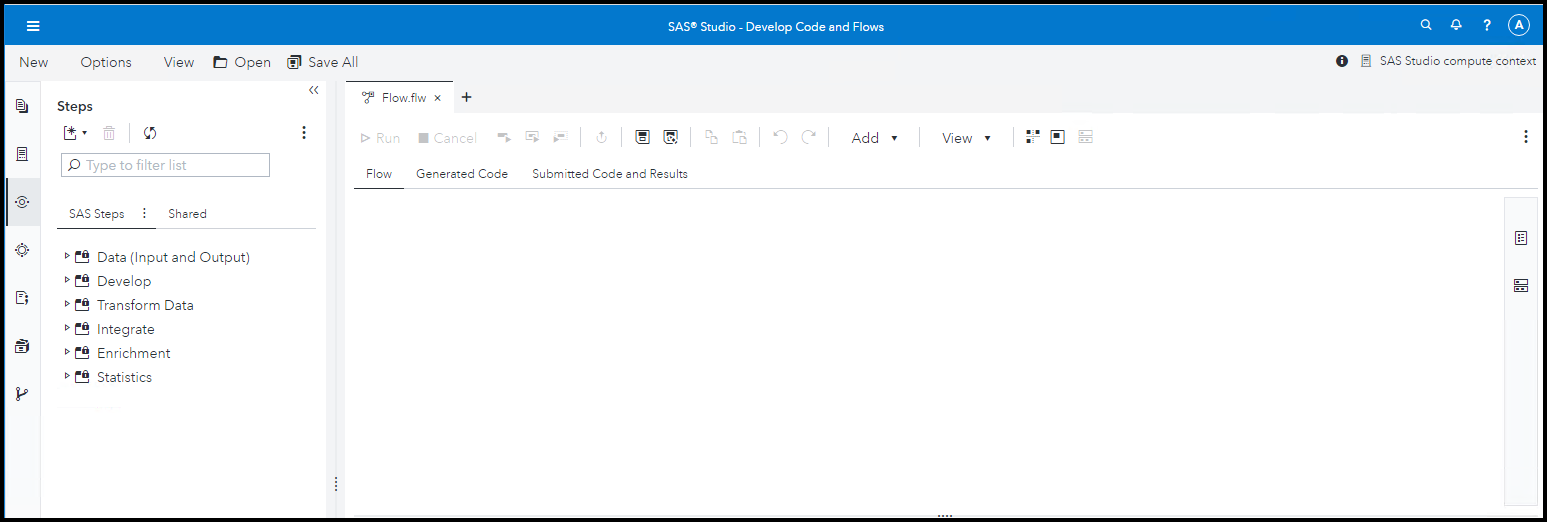 SAS® Studio - Develop Code and Flows
?
A
New
Options
View
Open
Save All
SAS Studio compute context
Steps
Flow.flw
Run
Cancel
Add
View
Type to filter list
Flow
Generated Code
Submitted Code and Results
SAS Steps
Shared
Data (Input and Output)
Develop
Transform Data
Integrate
Enrichment
Statistics